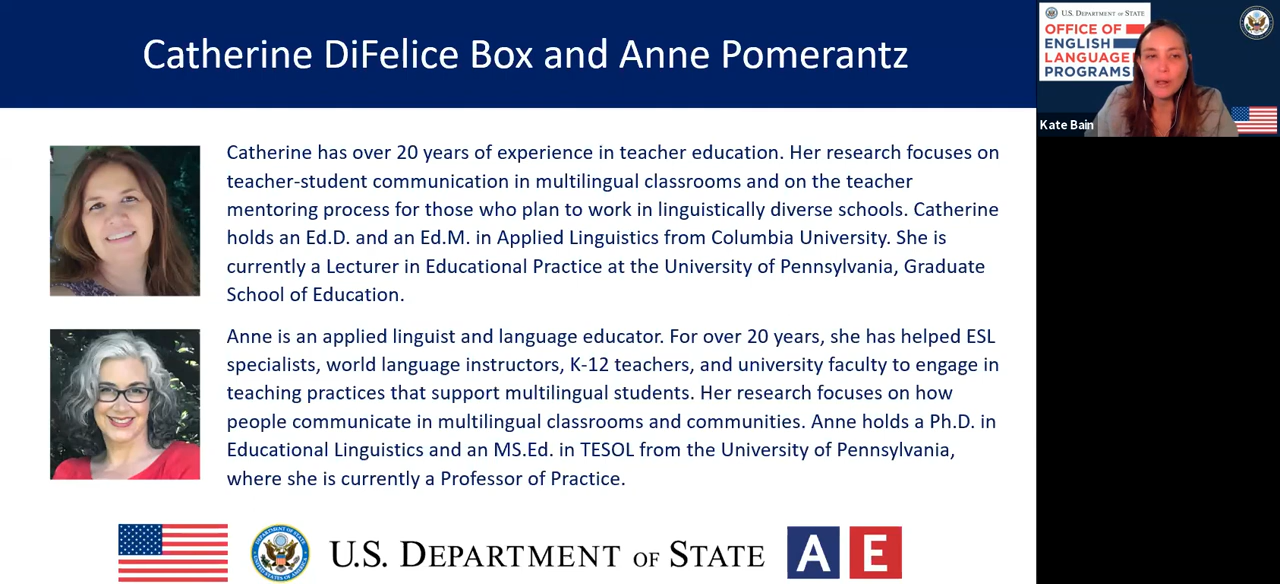 Catherine DiFelice Box and Anne Pomerantz
Catherine has over 20 years of experience in teacher education. Her research focuses on
teacher-student communication in multilingual classrooms and on the teacher
mentoring process for those who plan to work in linguistically diverse schools. Catherine
holds an Ed.D. and an Ed.M. in Applied Linguistics from Columbia University. She is
currently a Lecturer in Educational Practice at the University of Pennsylvania, Graduate
School of Education.
Anne is an applied linguist and language educator. For over 20 years, she has helped ESL
specialists, world language instructors, K-12 teachers, and university faculty to engage in
teaching practices that support multilingual students. Her research focuses on how
people communicate in multilingual classrooms and communities. Anne holds a Ph.D. in
Educational Linguistics and an MS.Ed. in TESOL from the University of Pennsylvania,
where she is currently a Professor of Practice.
U.S. DEPARTMENT OF STATE
A E
U.S. DEPARTMENT OF STATE
OFFICE OF
ENGLISH
LANGUAGE
PROGRAMS
Kate Bain